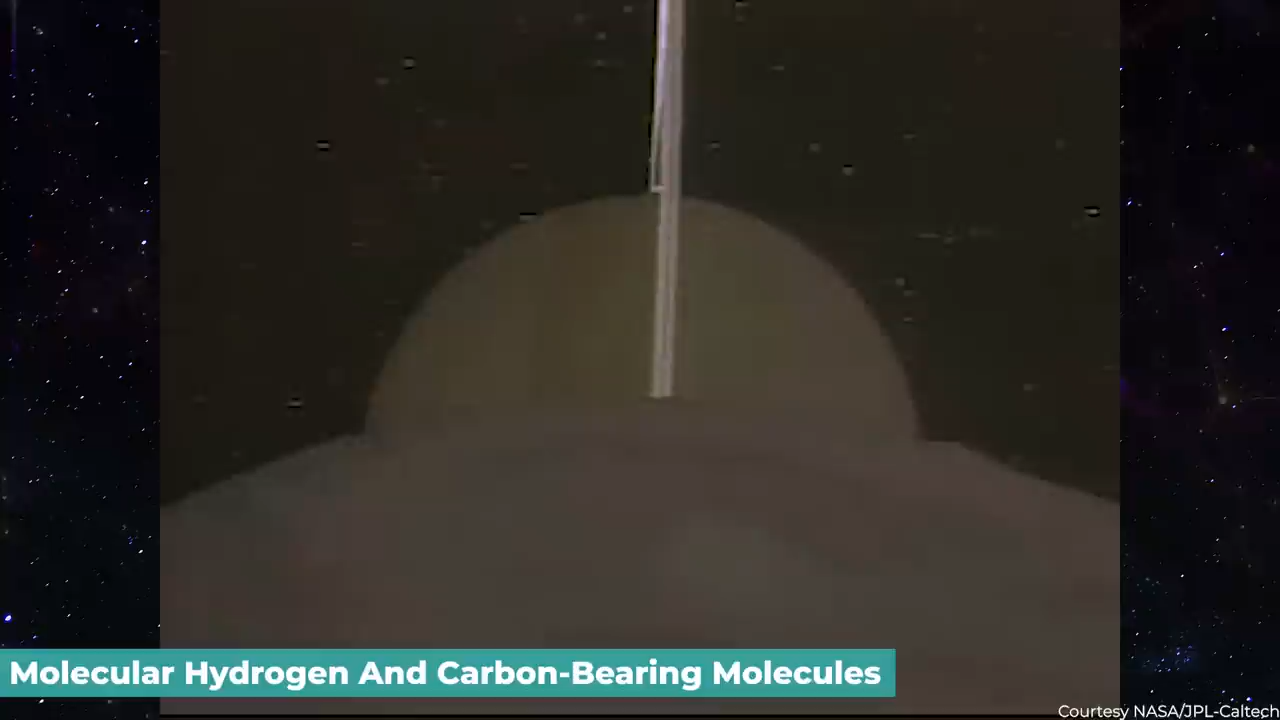 Molecular Hydrogen And Carbon-Bearing Molecules
Courtesy NASA/JPL-Caltech